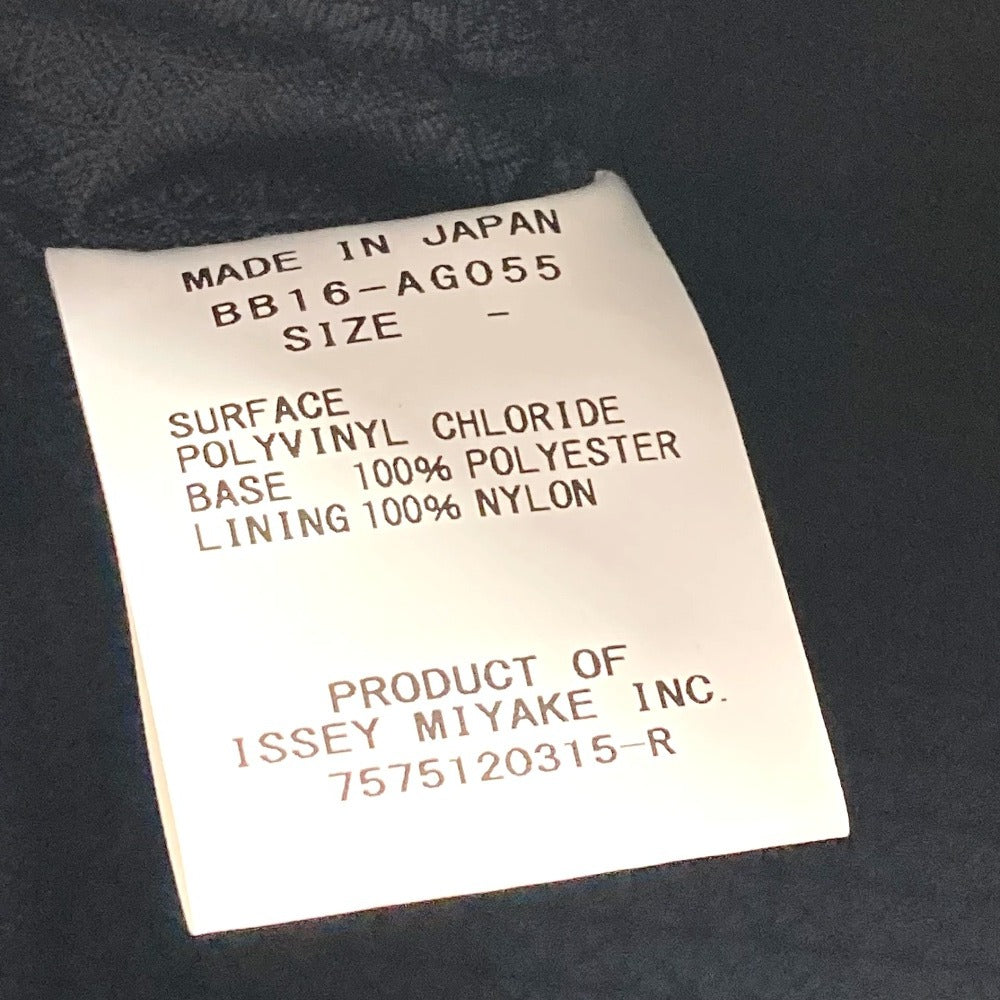 MADE IN JAPAN
BB16-AG055
SIZE -
SURFACE
POLYVINYL CHLORIDE
BASE 100% POLYESTER
LINING 100% NYLON
PRODUCT OF
ISSEY MIYAKE INC.
7575120315-R